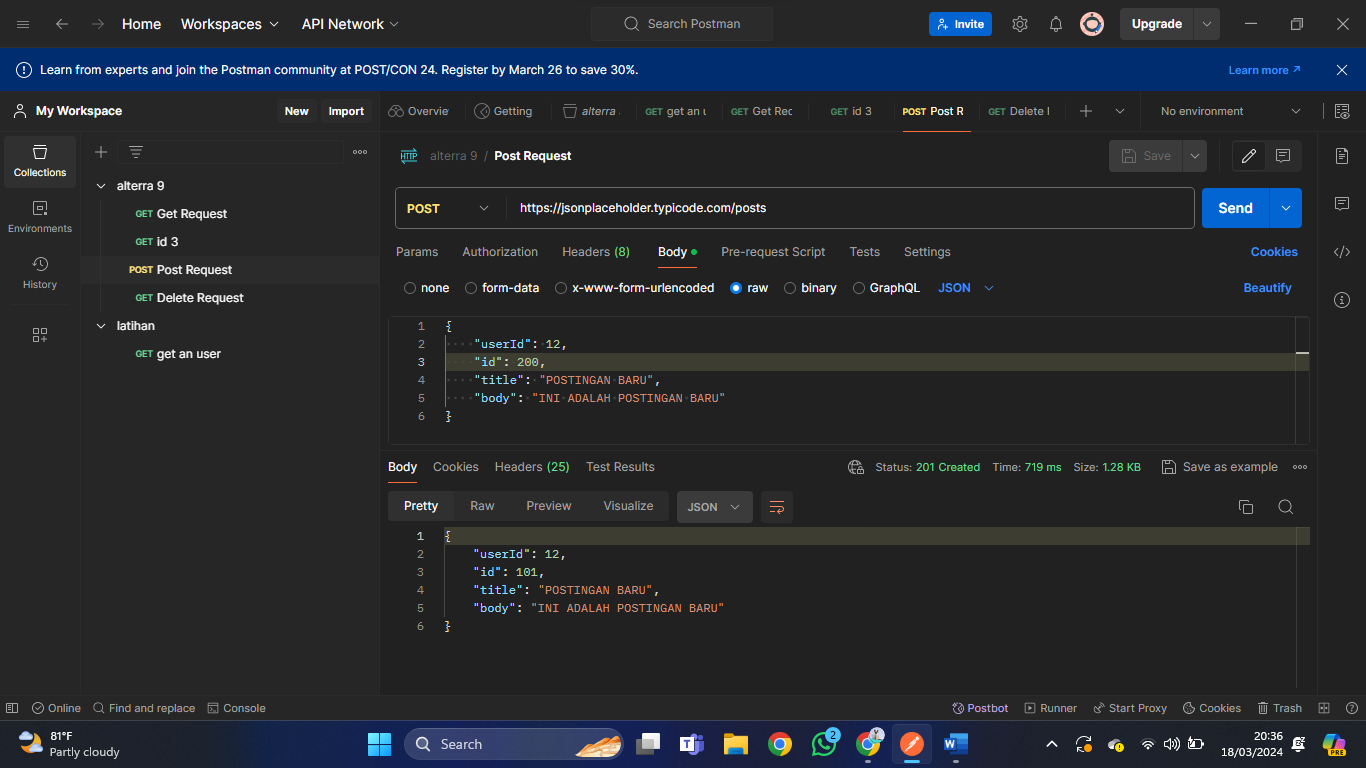 Home Workspaces API Network Search Postman Invite Upgrade
Learn from experts and join the Postman community at POST/CON 24. Register by March 26 to save 30%. Learn more
My Workspace New Import Overvie Getting alterra GET get an u GET Get Rec GET id 3 POST Post R GET Delete No environment
Collections
Environments
History
alterra 9
GET Get Request
GET id 3
POST Post Request
GET Delete Request
latihan
GET get an user
HTTP alterra 9 / Post Request Save
POST https://jsonplaceholder.typicode.com/posts Send
Params Authorization Headers (8) Body Pre-request Script Tests Settings Cookies
none form-data x-www-form-urlencoded raw binary GraphQL JSON Beautify
1 {
2 "userId": 12,
3 "id": 200,
4 "title": "POSTINGAN BARU",
5 "body": "INI ADALAH POSTINGAN BARU"
6 }
Body Cookies Headers (25) Test Results Status: 201 Created Time: 719 ms Size: 1.28 KB Save as example
Pretty Raw Preview Visualize JSON
1 {
2 "userId": 12,
3 "id": 101,
4 "title": "POSTINGAN BARU",
5 "body": "INI ADALAH POSTINGAN BARU"
6 }
Online Find and replace Console Postbot Runner Start Proxy Cookies Trash
81°F
Partly cloudy
Search
2
20:36
18/03/2024
PRE